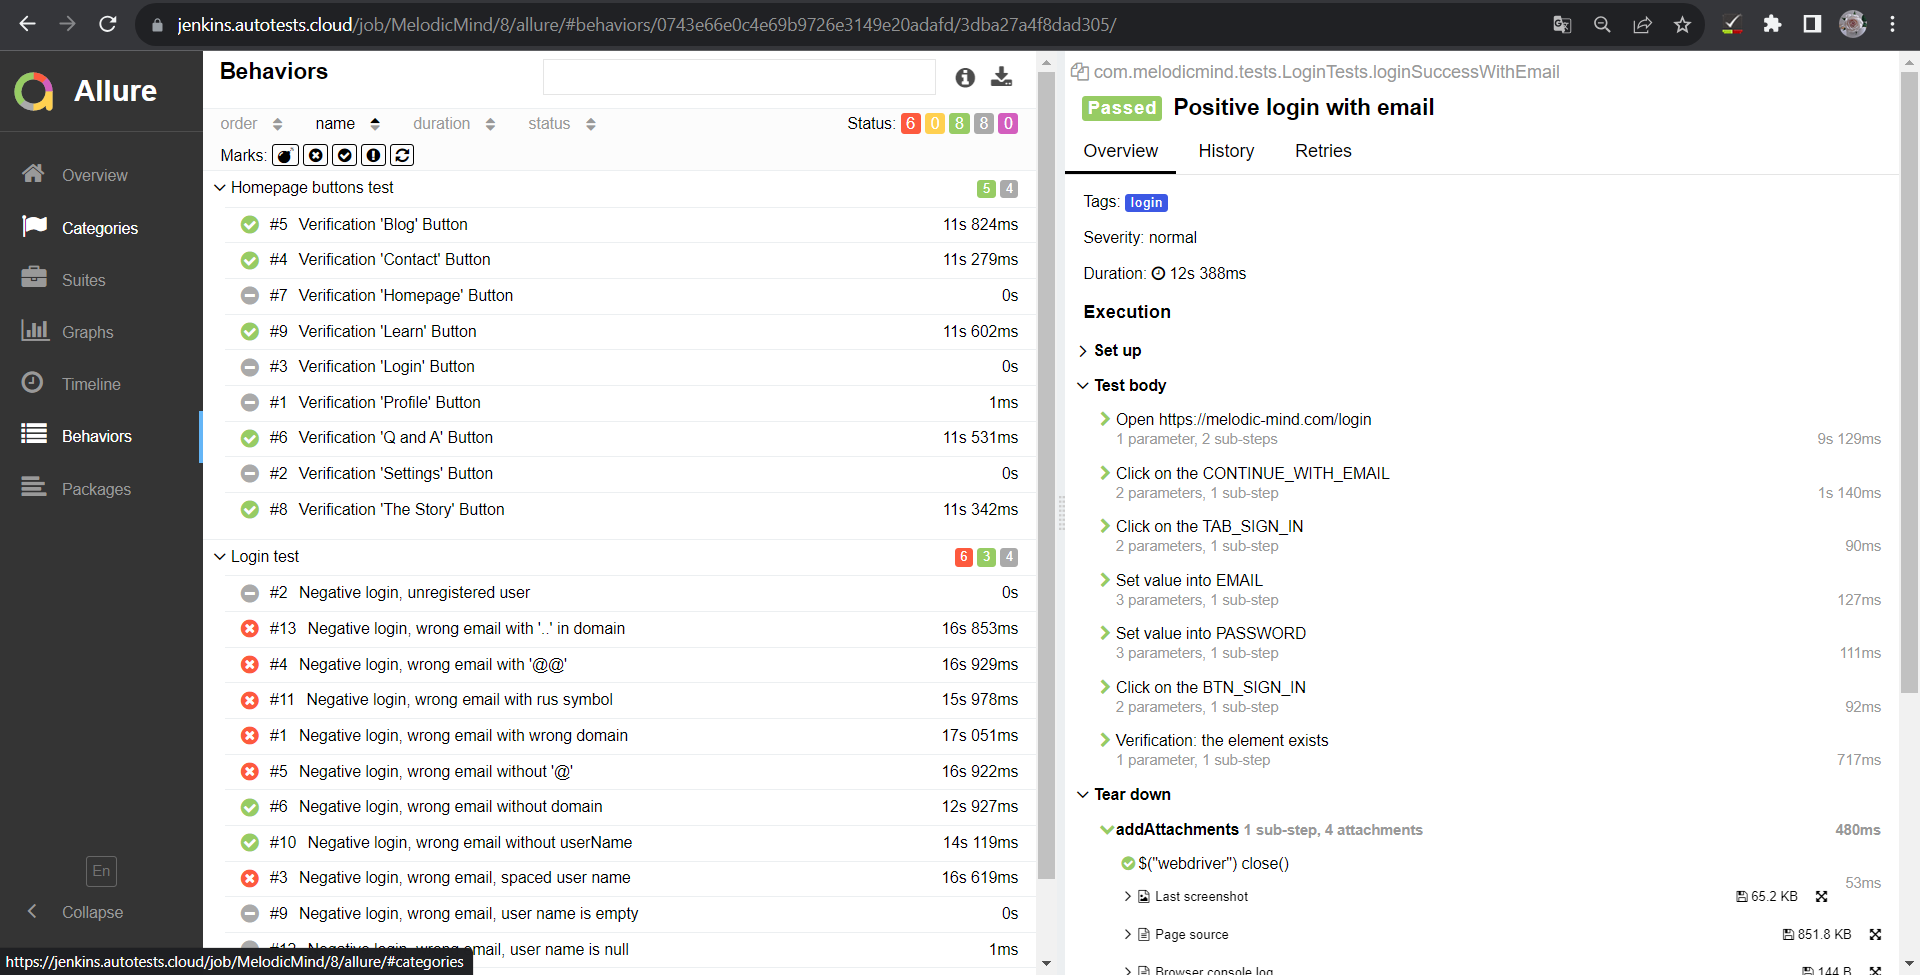 jenkins.autotests.cloud/job/MelodicMind/8/allure/#behaviors/0743e66e0c4e69b9726e3149e20adafd/3dba27a4f8dad305/
Allure
Overview
Categories
Suites
Graphs
Timeline
Behaviors
Packages
En
Collapse
Behaviors
order name duration status Status: 6 0 8 8 0
Marks:
Homepage buttons test 5 4
#5 Verification 'Blog' Button 11s 824ms
#4 Verification 'Contact' Button 11s 279ms
#7 Verification 'Homepage' Button 0s
#9 Verification 'Learn' Button 11s 602ms
#3 Verification 'Login' Button 0s
#1 Verification 'Profile' Button 1ms
#6 Verification 'Q and A' Button 11s 531ms
#2 Verification 'Settings' Button 0s
#8 Verification 'The Story' Button 11s 342ms
Login test 6 3 4
#2 Negative login, unregistered user 0s
#13 Negative login, wrong email with '..' in domain 16s 853ms
#4 Negative login, wrong email with '@@' 16s 929ms
#11 Negative login, wrong email with rus symbol 15s 978ms
#1 Negative login, wrong email with wrong domain 17s 051ms
#5 Negative login, wrong email without '@' 16s 922ms
#6 Negative login, wrong email without domain 12s 927ms
#10 Negative login, wrong email without userName 14s 119ms
#3 Negative login, wrong email, spaced user name 16s 619ms
#9 Negative login, wrong email, user name is empty 0s
#12 Negative login, wrong email, user name is null 1ms
https://jenkins.autotests.cloud/job/MelodicMind/8/allure/#categories
com.melodicmind.tests.LoginTests.loginSuccessWithEmail
Passed Positive login with email
Overview History Retries
Tags: login
Severity: normal
Duration: 12s 388ms
Execution
Set up
Test body
Open https://melodic-mind.com/login
1 parameter, 2 sub-steps 9s 129ms
Click on the CONTINUE_WITH_EMAIL
2 parameters, 1 sub-step 1s 140ms
Click on the TAB_SIGN_IN
2 parameters, 1 sub-step 90ms
Set value into EMAIL
3 parameters, 1 sub-step 127ms
Set value into PASSWORD
3 parameters, 1 sub-step 111ms
Click on the BTN_SIGN_IN
2 parameters, 1 sub-step 92ms
Verification: the element exists
1 parameter, 1 sub-step 717ms
Tear down
addAttachments 1 sub-step, 4 attachments 480ms
$("webdriver") close()
53ms
Last screenshot 65.2 KB
Page source 851.8 KB
Browser console log 144 B